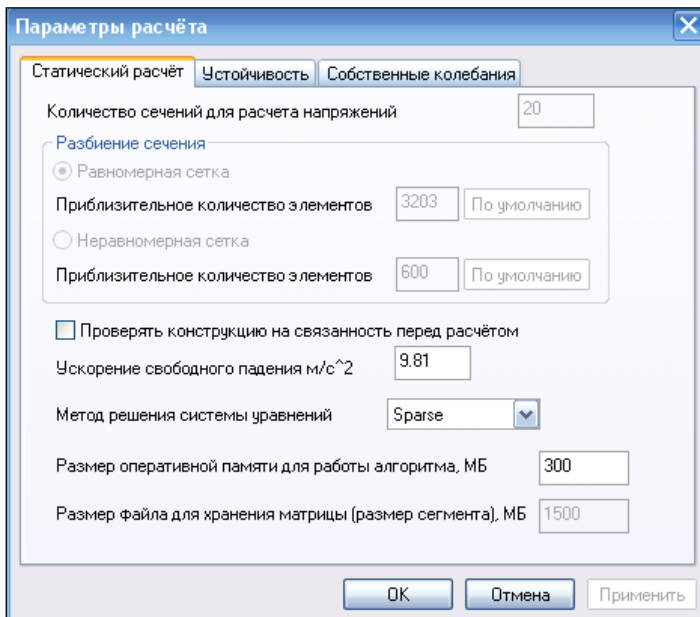 Параметры расчёта
Статический расчёт Устойчивость Собственные колебания
Количество сечений для расчета напряжений 20
Разбиение сечения
Равномерная сетка
Приблизительное количество элементов 3203 По умолчанию
Неравномерная сетка
Приблизительное количество элементов 600 По умолчанию
Проверять конструкцию на связанность перед расчётом
Ускорение свободного падения м/с^2 9.81
Метод решения системы уравнений Sparse
Размер оперативной памяти для работы алгоритма, МБ 300
Размер файла для хранения матрицы (размер сегмента), МБ 1500
OK Отмена Применить